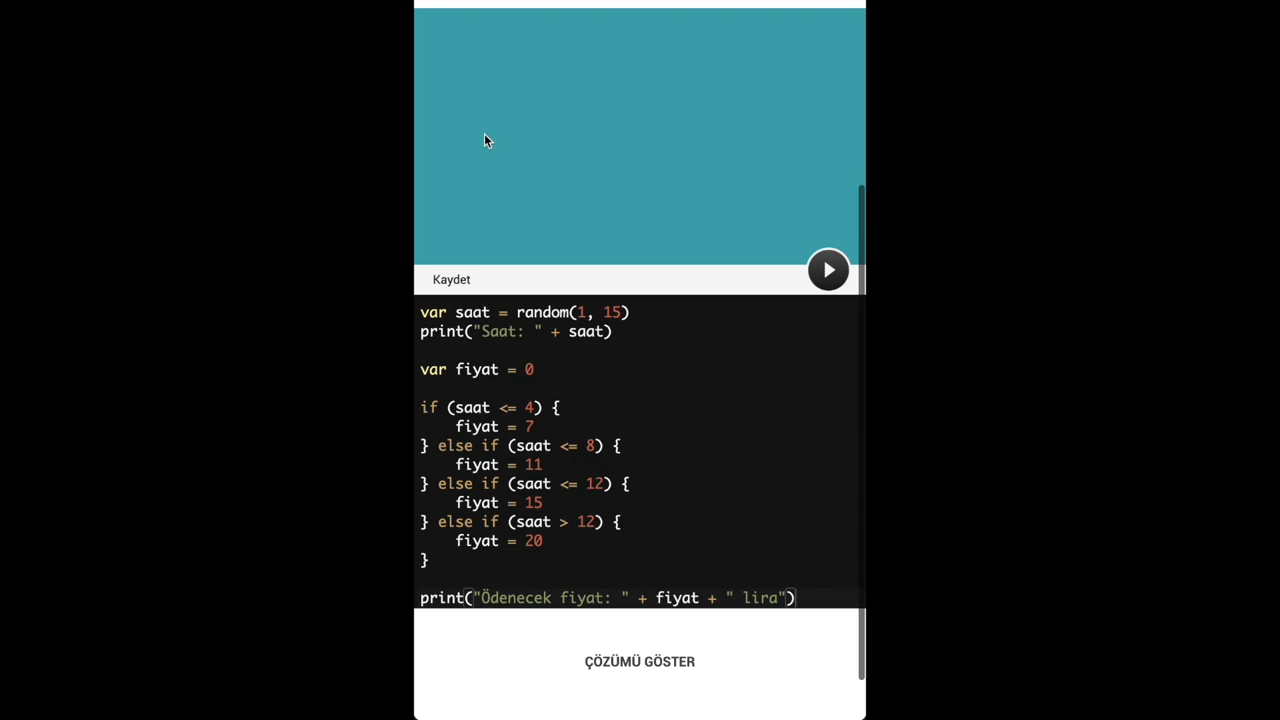 Kaydet
var saat = random(1, 15)
print("Saat: " + saat)
var fiyat = 0
if (saat <= 4) {
    fiyat = 7
} else if (saat <= 8) {
    fiyat = 11
} else if (saat <= 12) {
    fiyat = 15
} else if (saat > 12) {
    fiyat = 20
}
print("Ödenecek fiyat: " + fiyat + " lira")
ÇÖZÜMÜ GÖSTER